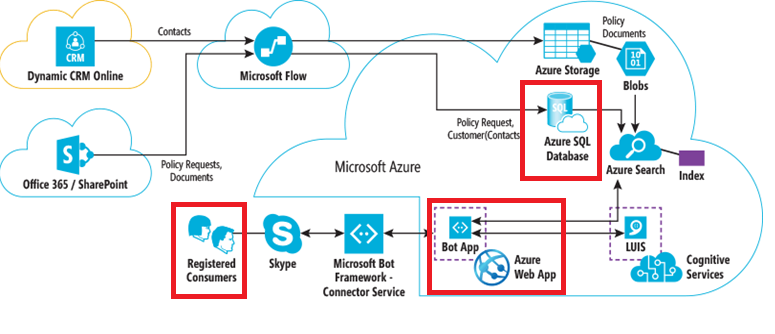 Contacts
CRM
Dynamic CRM Online
Microsoft Flow
Policy
Documents
Azure Storage
10
01
Blobs
S
Office 365 / SharePoint
Policy Requests,
Documents
Microsoft Azure
Policy Request,
Customer(Contacts
SQL
Azure SQL
Database
Azure Search
Index
Registered
Consumers
S
Skype
Microsoft Bot
Framework -
Connector Service
Bot App
Azure
Web App
LUIS
Cognitive
Services